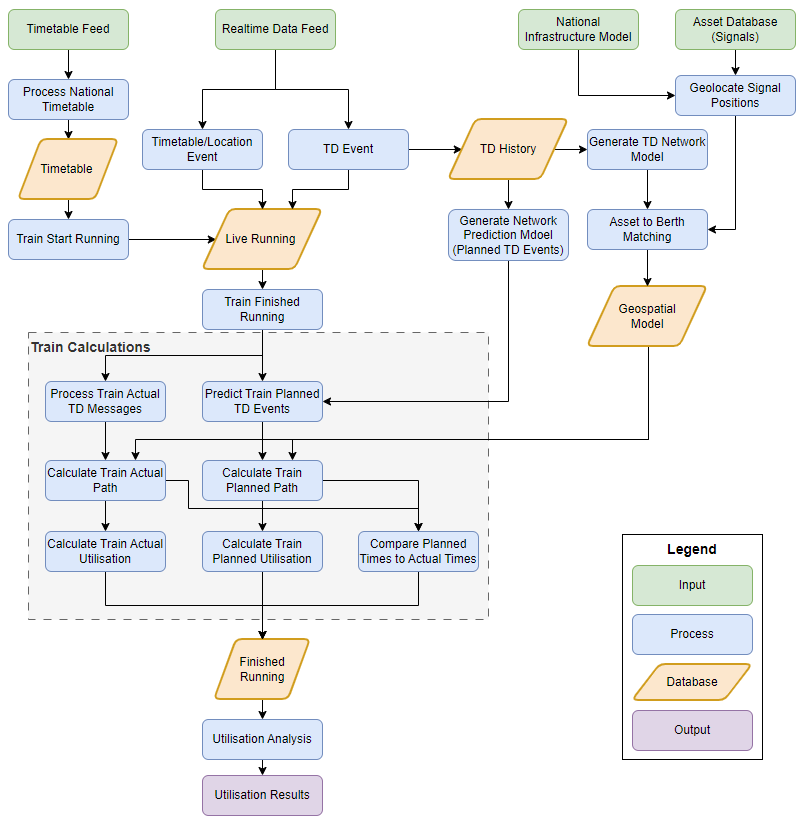 Timetable Feed
Realtime Data Feed
National
Infrastructure Model
Asset Database
(Signals)
Process National
Timetable
Geolocate Signal
Positions
Timetable
Timetable/Location
Event
TD Event
TD History
Generate TD Network
Model
Train Start Running
Live Running
Generate Network
Prediction Mdoel
(Planned TD Events)
Asset to Berth
Matching
Train Finished
Running
Geospatial
Model
Train Calculations
Process Train Actual
TD Messages
Predict Train Planned
TD Events
Calculate Train Actual
Path
Calculate Train
Planned Path
Calculate Train Actual
Utilisation
Calculate Train
Planned Utilisation
Compare Planned
Times to Actual Times
Finished
Running
Utilisation Analysis
Utilisation Results
Legend
Input
Process
Database
Output